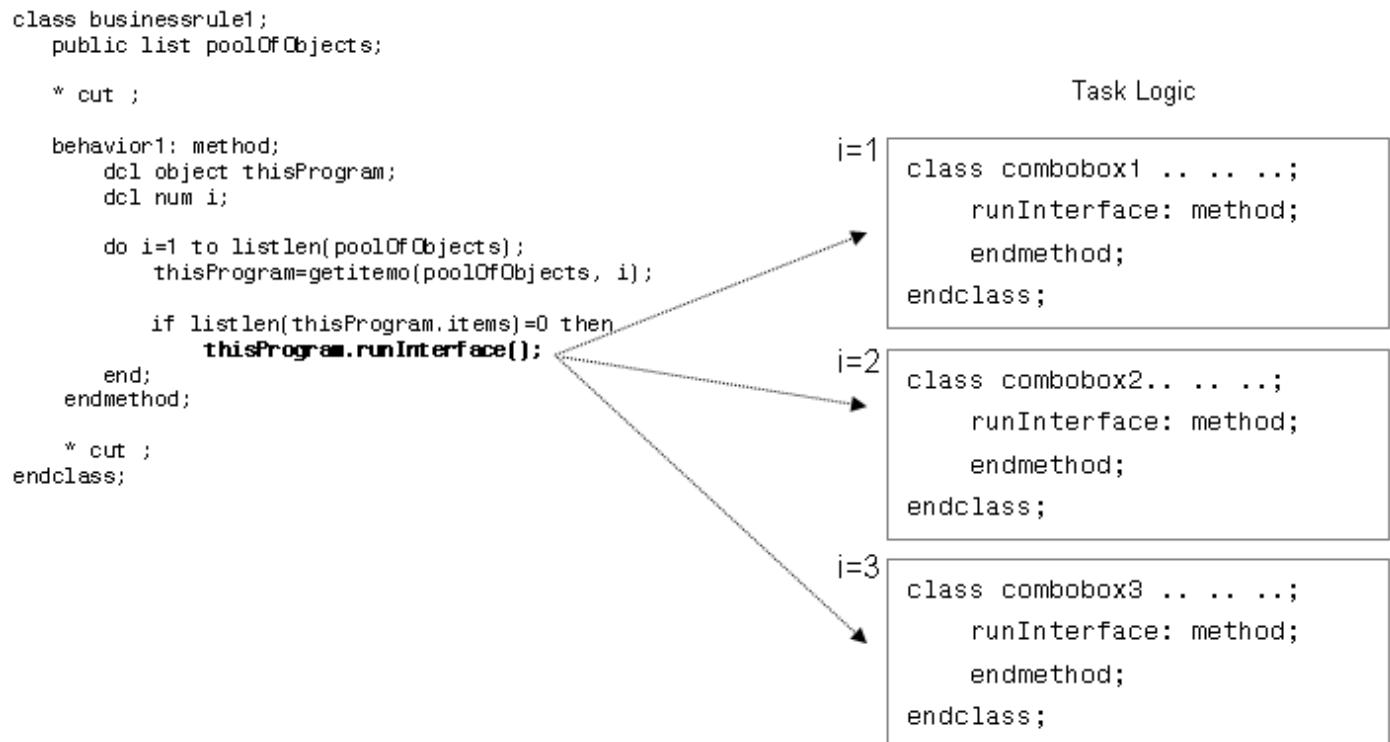 class businessrule1;
public list poolOfObjects;
* cut ;
behavior1: method;
dcl object thisProgram;
dcl num i;
do i=1 to listlen(poolOfObjects);
thisProgram=getitemo(poolOfObjects, i);
if listlen(thisProgram.items)=0 then
thisProgram.runInterface();
end;
endmethod;
* cut ;
endclass;
Task Logic
i=1
class combobox1 .. .. ..;
runInterface: method;
endmethod;
endclass;
i=2
class combobox2.. .. ..;
runInterface: method;
endmethod;
endclass;
i=3
class combobox3 .. .. ..;
runInterface: method;
endmethod;
endclass;